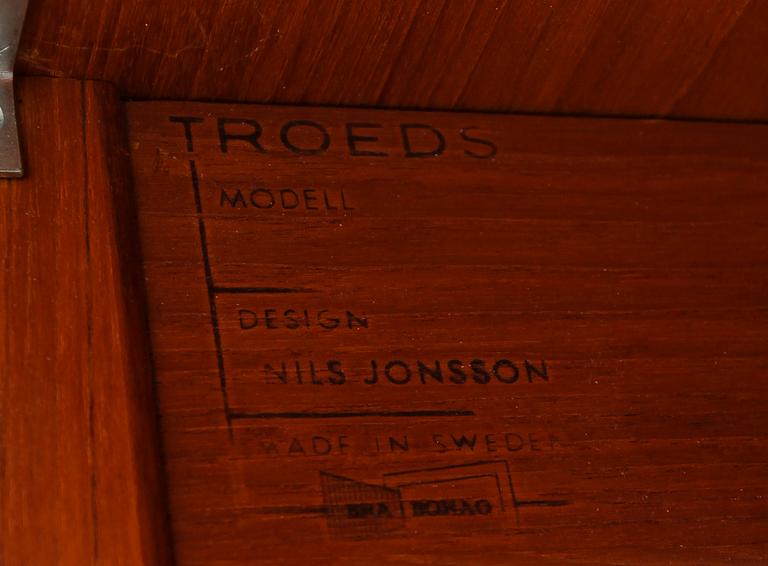 TROEDS
MODELL
DESIGN
NILS JONSSON
MADE IN SWEDEN
BRA BOHAG